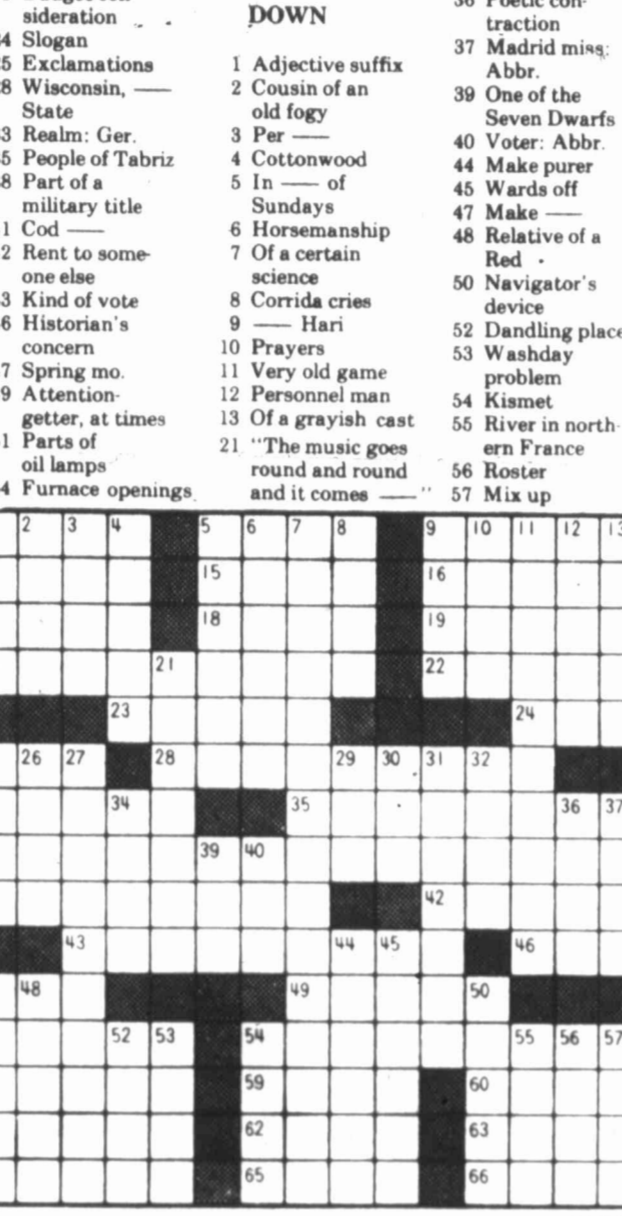 sideration
4 Slogan
5 Exclamations
8 Wisconsin, ——
State
3 Realm: Ger.
5 People of Tabriz
8 Part of a
military title
1 Cod ——
2 Rent to some-
one else
3 Kind of vote
6 Historian's
concern
7 Spring mo.
9 Attention-
getter, at times
1 Parts of
oil lamps
4 Furnace openings
DOWN
1 Adjective suffix
2 Cousin of an
old fogy
3 Per ——
4 Cottonwood
5 In —— of
Sundays
6 Horsemanship
7 Of a certain
science
8 Corrida cries
9 —— Hari
10 Prayers
11 Very old game
12 Personnel man
13 Of a grayish cast
21 "The music goes
round and round
and it comes ——"
36 Poetic con-
traction
37 Madrid miss:
Abbr.
39 One of the
Seven Dwarfs
40 Voter: Abbr.
44 Make purer
45 Wards off
47 Make ——
48 Relative of a
Red
50 Navigator's
device
52 Dandling place
53 Washday
problem
54 Kismet
55 River in north-
ern France
56 Roster
57 Mix up
2 3 4 5 6 7 8 9 10 11 12 13
15 16
18 19
21 22
23 24
26 27 28 29 30 31 32
34 35 36 37
39 40
42
43 44 45 46
48 49 50
52 53 54 55 56 57
59 60
62 63
65 66